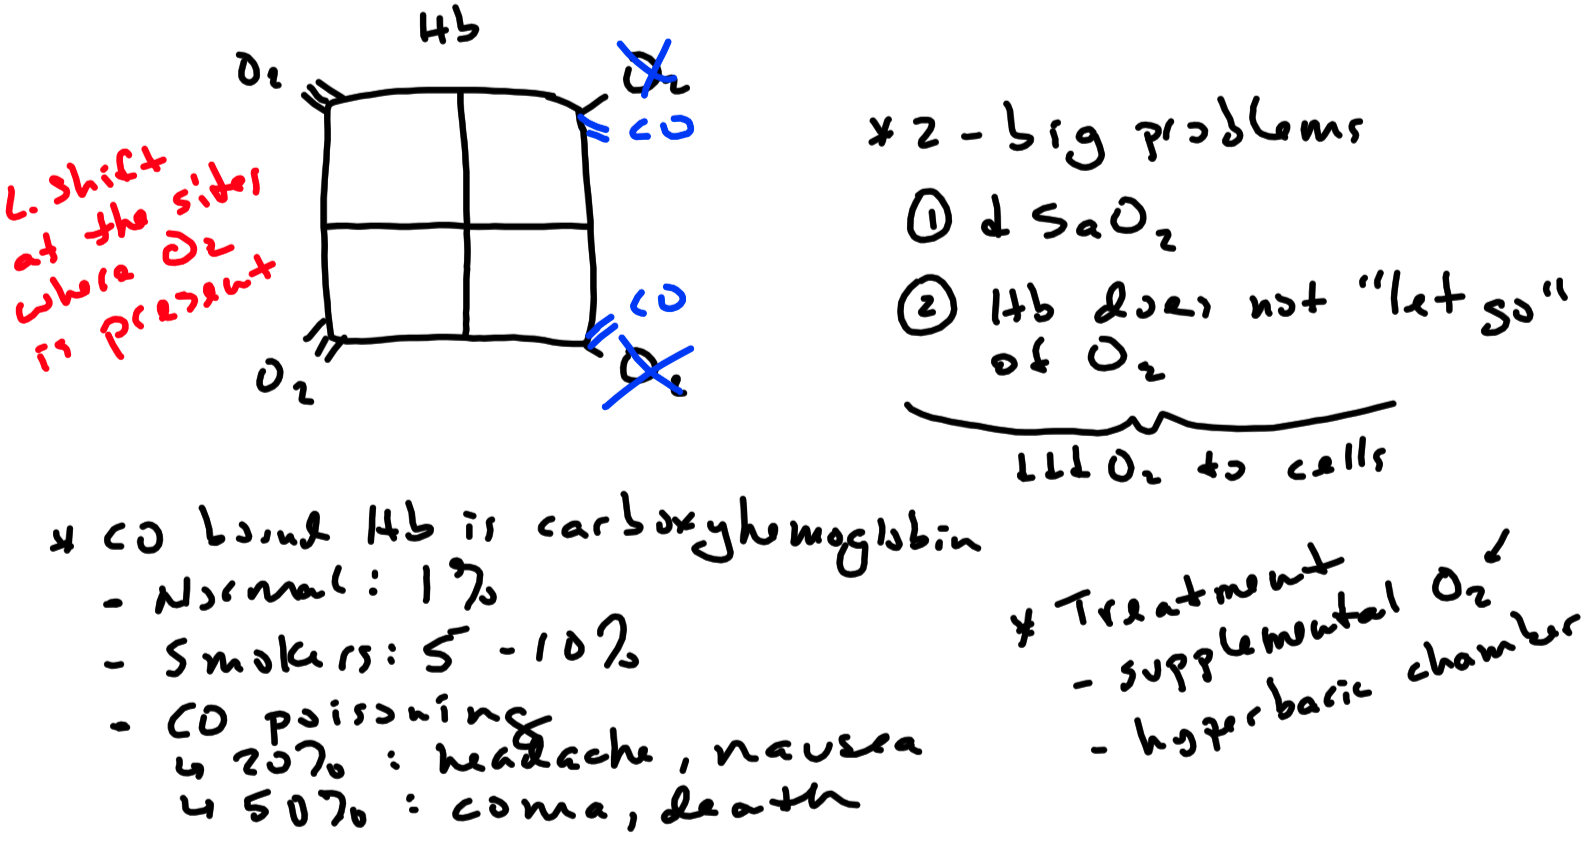 Hb
O₂
O₂
CO
L. Shift
at the sites
where O₂
is present
CO
O₂
O₂
* 2 - big problems
① ↓ SaO₂
② Hb does not "let go"
of O₂
↓↓↓ O₂ to cells
* CO bound Hb is carboxyhemoglobin
- Normal: 1%
- Smokers: 5 - 10%
- CO poisoning
↳ 20% : headache, nausea
↳ 50% : coma, death
* Treatment
- supplemental O₂ ↙
- hyperbaric chamber